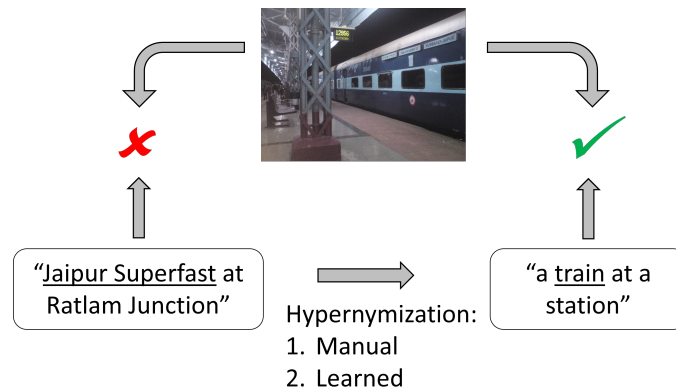 “Jaipur Superfast at
Ratlam Junction”
“a train at a
station”
Hypernymization:
1. Manual
2. Learned